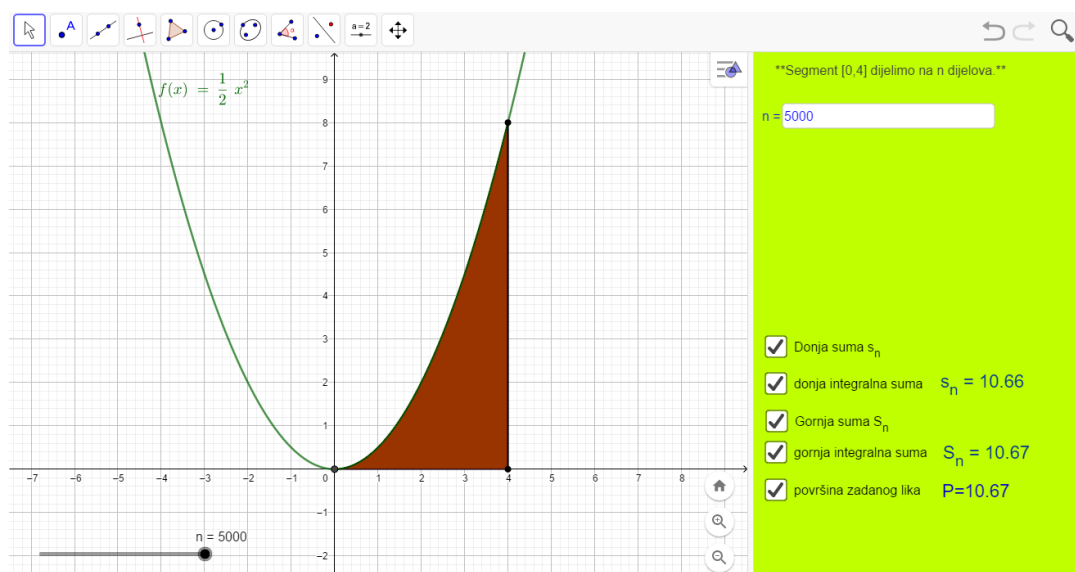 A
a=2
f(x) = 1/2 x²
9
8
7
6
5
4
3
2
1
−7 −6 −5 −4 −3 −2 −1 0 1 2 3 4 5 6 7 8
−1
−2
n = 5000
**Segment [0,4] dijelimo na n dijelova.**
n = 5000
Donja suma sₙ
donja integralna suma sₙ = 10.66
Gornja suma Sₙ
gornja integralna suma Sₙ = 10.67
površina zadanog lika P=10.67